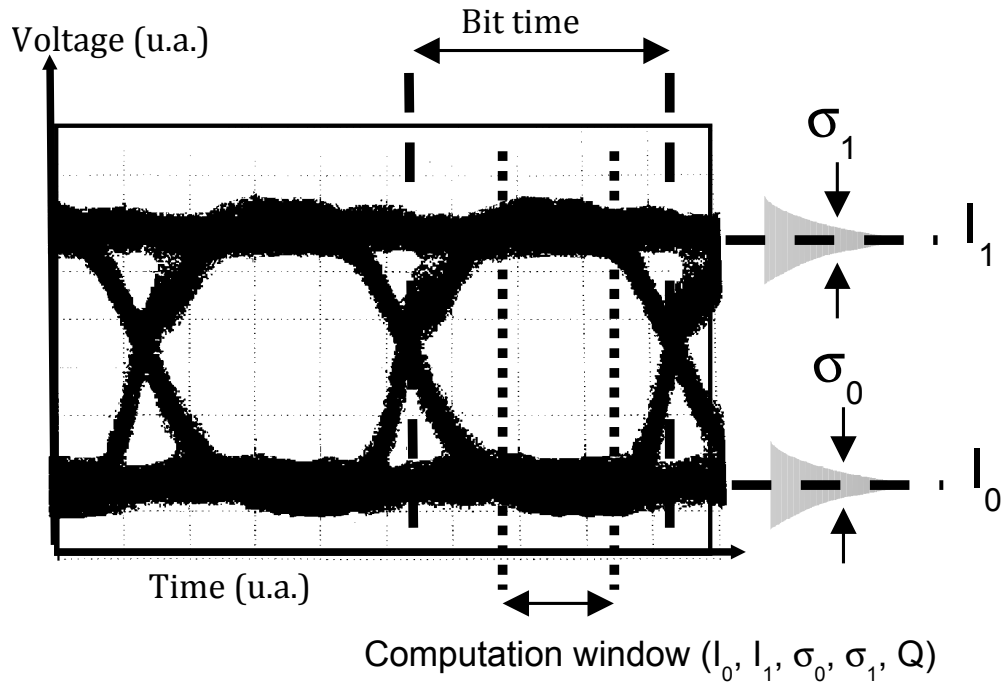 Bit time
Voltage (u.a.)
σ₁
I₁
σ₀
I₀
Time (u.a.)
Computation window (I₀, I₁, σ₀, σ₁, Q)